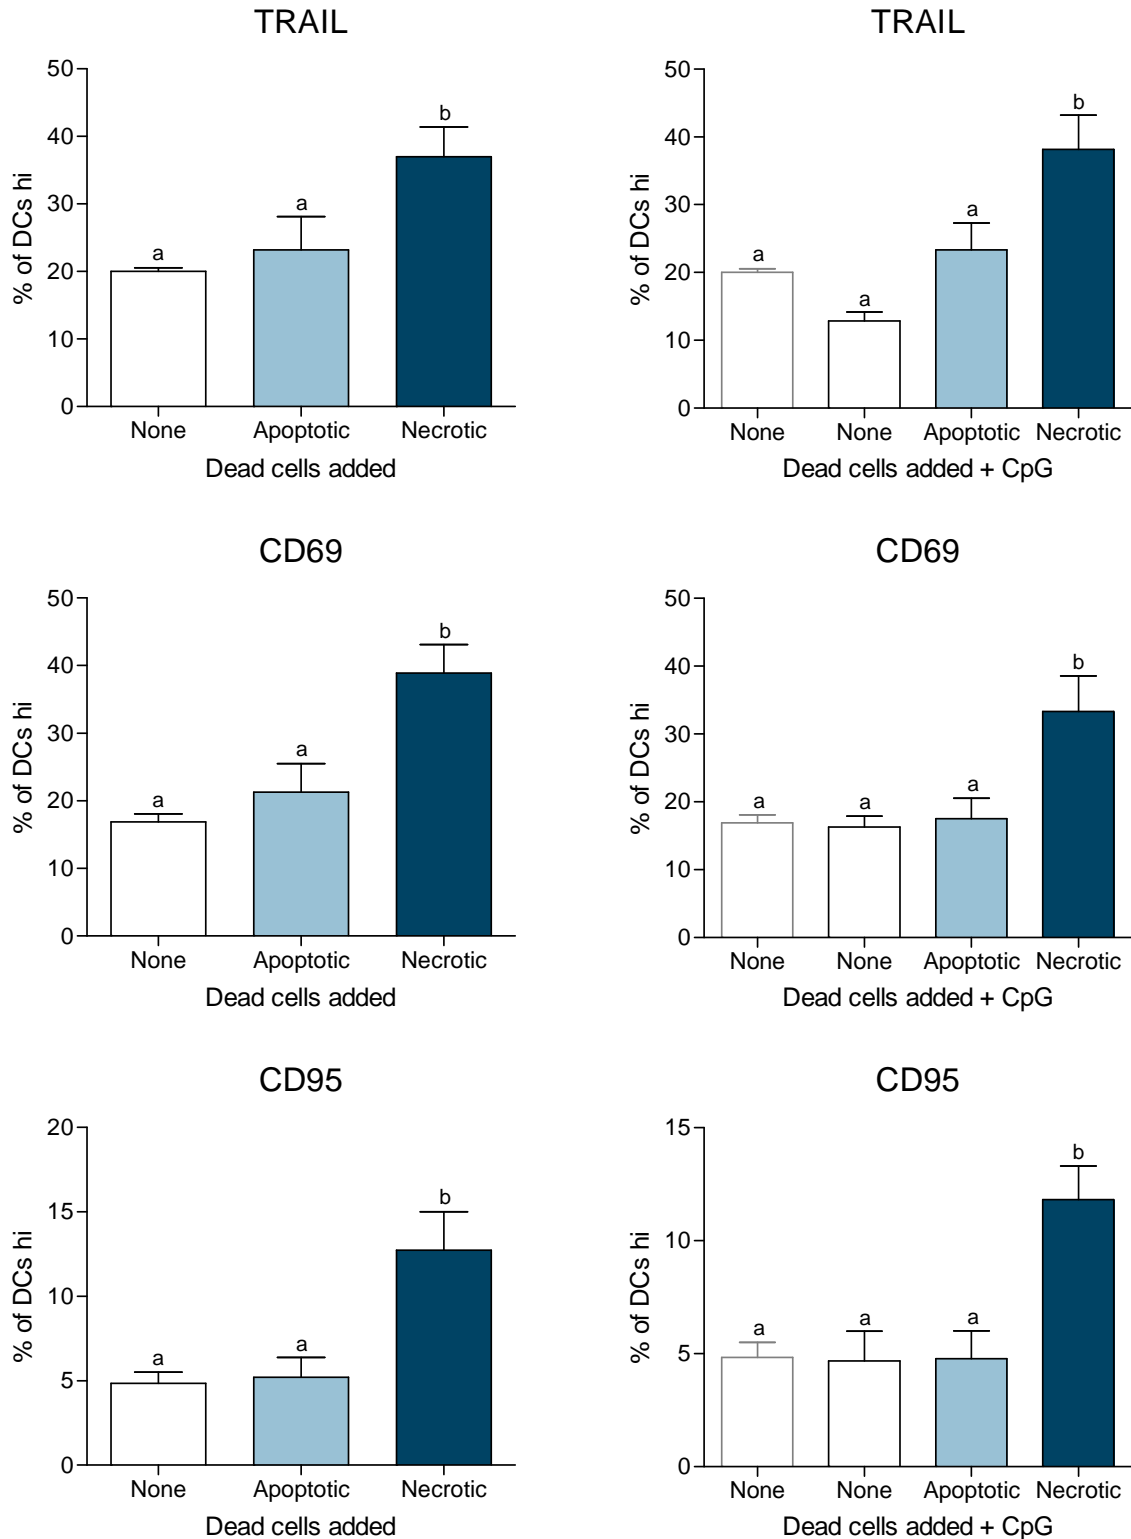 TRAIL
50
40
30
20
10
0
% of DCs hi
a
a
b
None Apoptotic Necrotic
Dead cells added
TRAIL
50
40
30
20
10
0
% of DCs hi
a
a
a
b
None None Apoptotic Necrotic
Dead cells added + CpG
CD69
50
40
30
20
10
0
% of DCs hi
a
a
b
None Apoptotic Necrotic
Dead cells added
CD69
50
40
30
20
10
0
% of DCs hi
a
a
a
b
None None Apoptotic Necrotic
Dead cells added + CpG
CD95
20
15
10
5
0
% of DCs hi
a
a
b
None Apoptotic Necrotic
Dead cells added
CD95
15
10
5
0
% of DCs hi
a
a
a
b
None None Apoptotic Necrotic
Dead cells added + CpG